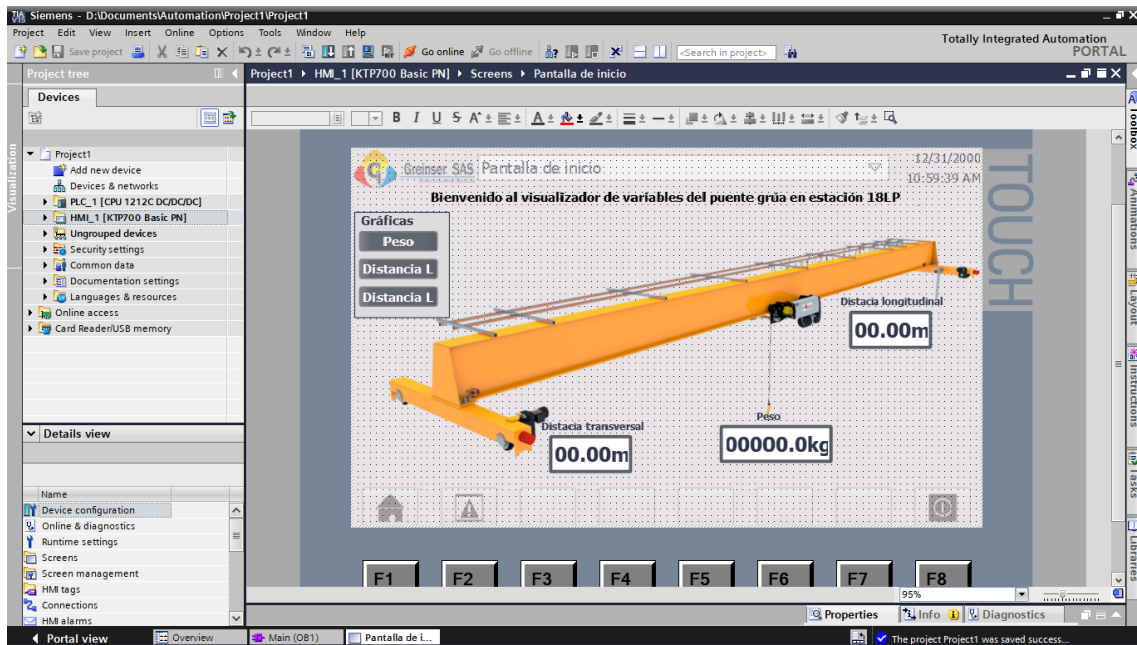 Siemens - D:\Documents\Automation\Project1\Project1
Project Edit View Insert Online Options Tools Window Help
Totally Integrated Automation
PORTAL
Save project Go online Go offline <Search in project>
Project tree
Project1 HMI_1 [KTP700 Basic PN] Screens Pantalla de inicio
Devices
B I U S A A
Project1
Add new device
Devices & networks
PLC_1 [CPU 1212C DC/DC/DC]
HMI_1 [KTP700 Basic PN]
Ungrouped devices
Security settings
Common data
Documentation settings
Languages & resources
Online access
Card Reader/USB memory
Visualization
Details view
Name
Device configuration
Online & diagnostics
Runtime settings
Screens
Screen management
HMI tags
Connections
HMI alarms
Greinser SAS Pantalla de inicio
12/31/2000
10:59:39 AM
TOUCH
Bienvenido al visualizador de variables del puente grúa en estación 18LP
Gráficas
Peso
Distancia L
Distancia L
Distacia longitudinal
00.00m
Peso
00000.0kg
Distacia transversal
00.00m
F1 F2 F3 F4 F5 F6 F7 F8
95%
Toolbox
Animations
Layout
Instructions
Tasks
Libraries
Properties Info Diagnostics
Portal view Overview Main (OB1) Pantalla de i... The project Project1 was saved success...